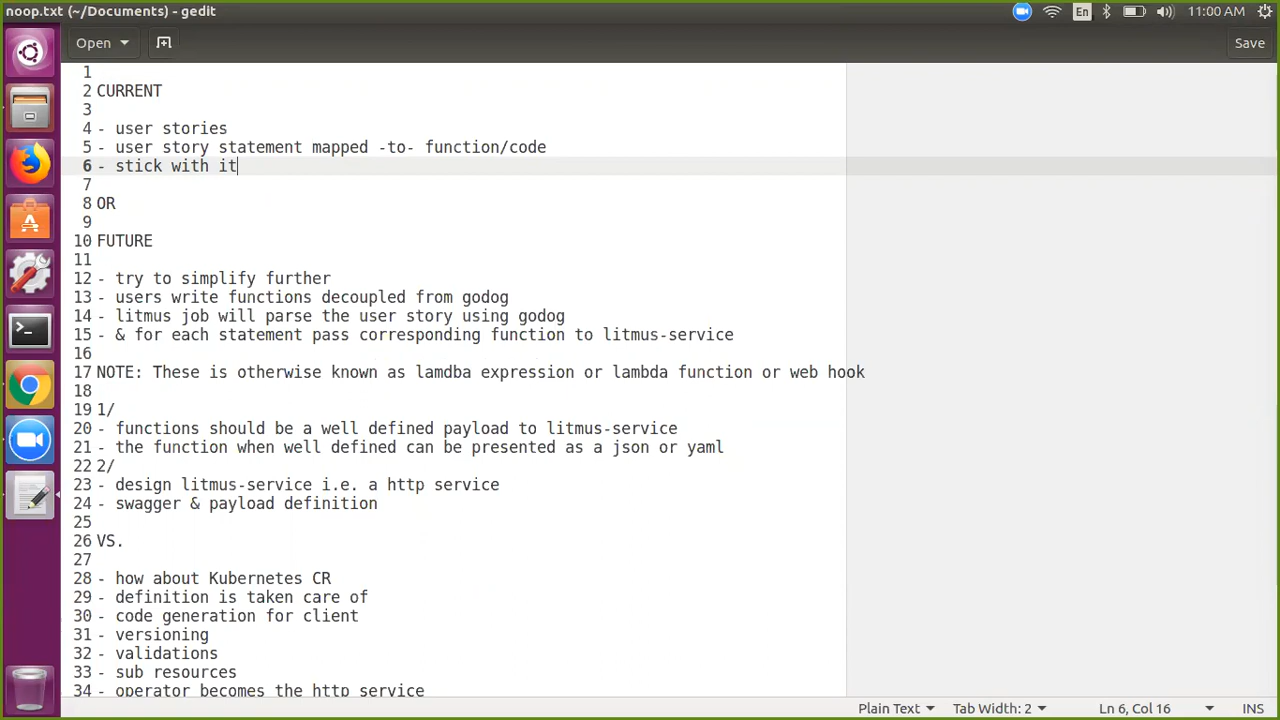 noop.txt (~/Documents) - gedit
En
11:00 AM
Open
Save
1
2 CURRENT
3
4 - user stories
5 - user story statement mapped -to- function/code
6 - stick with it
7
8 OR
9
10 FUTURE
11
12 - try to simplify further
13 - users write functions decoupled from godog
14 - litmus job will parse the user story using godog
15 - & for each statement pass corresponding function to litmus-service
16
17 NOTE: These is otherwise known as lamdba expression or lambda function or web hook
18
19 1/
20 - functions should be a well defined payload to litmus-service
21 - the function when well defined can be presented as a json or yaml
22 2/
23 - design litmus-service i.e. a http service
24 - swagger & payload definition
25
26 VS.
27
28 - how about Kubernetes CR
29 - definition is taken care of
30 - code generation for client
31 - versioning
32 - validations
33 - sub resources
34 - operator becomes the http service
Plain Text
Tab Width: 2
Ln 6, Col 16
INS